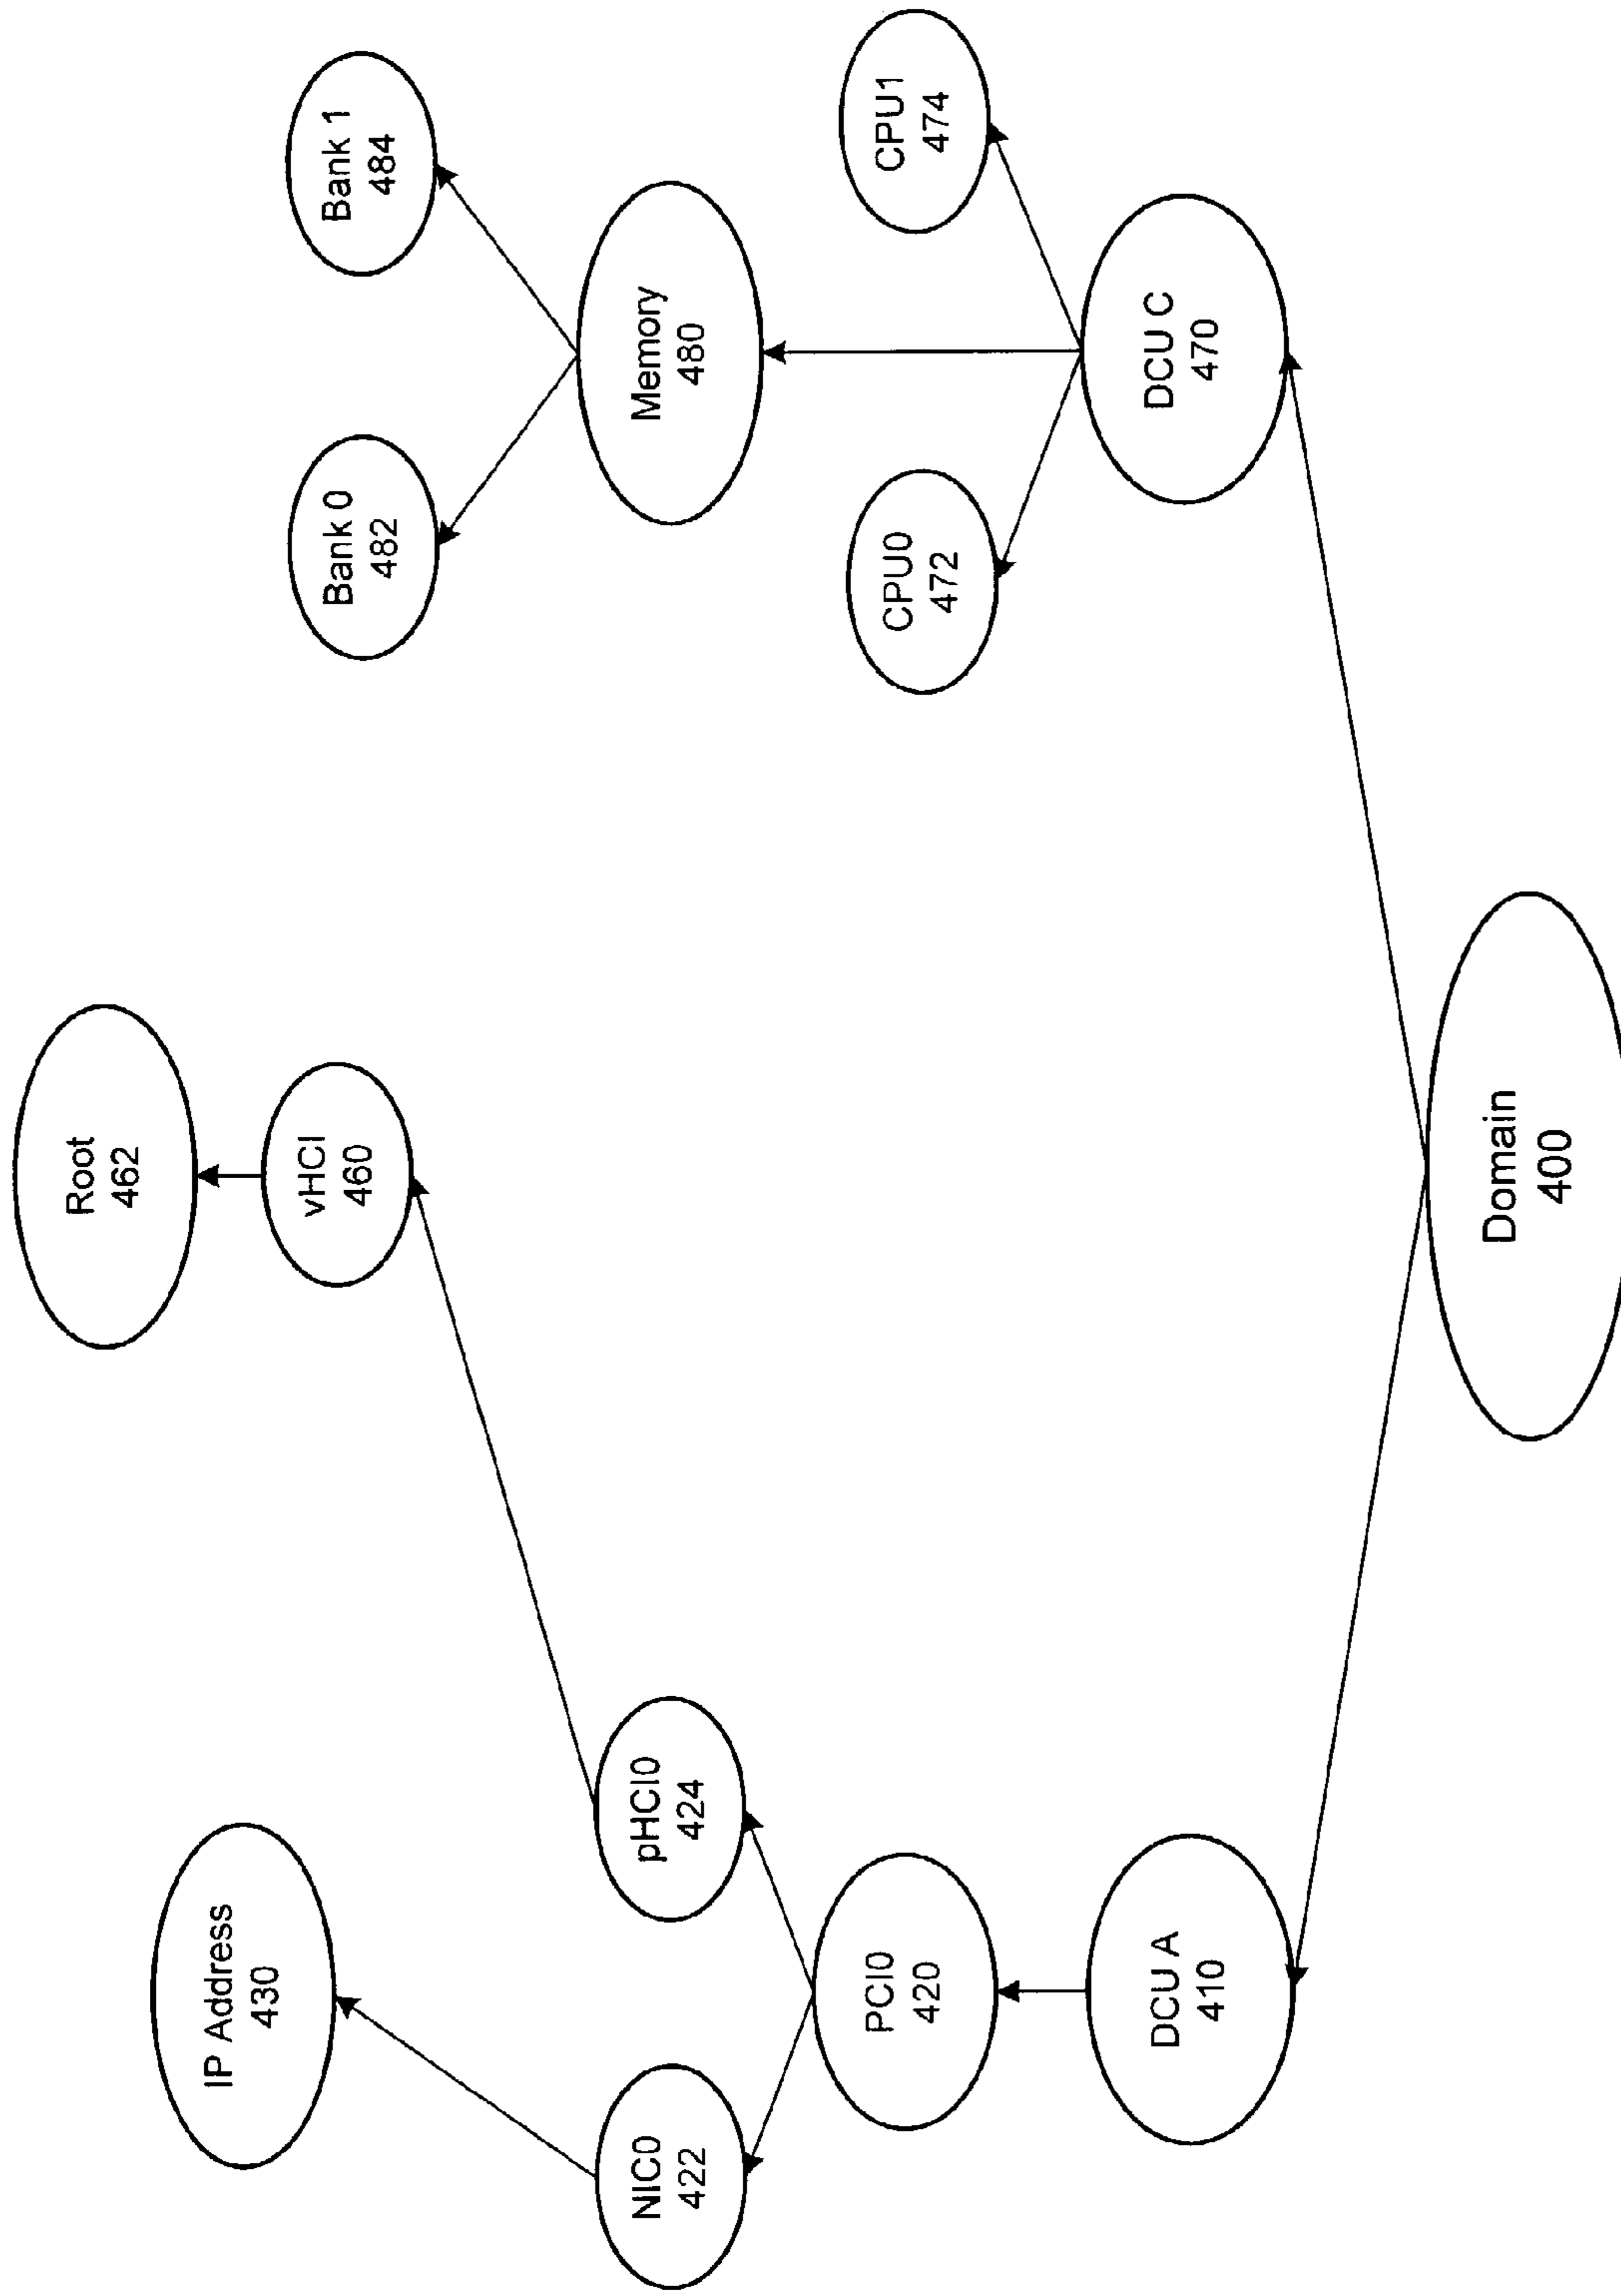 Root
462
IP Address
430
vHCI
460
Bank 0
482
Bank 1
484
NIC0
422
pHCI0
424
Memory
480
PCI0
420
CPU0
472
CPU1
474
DCU A
410
DCU C
470
Domain
400